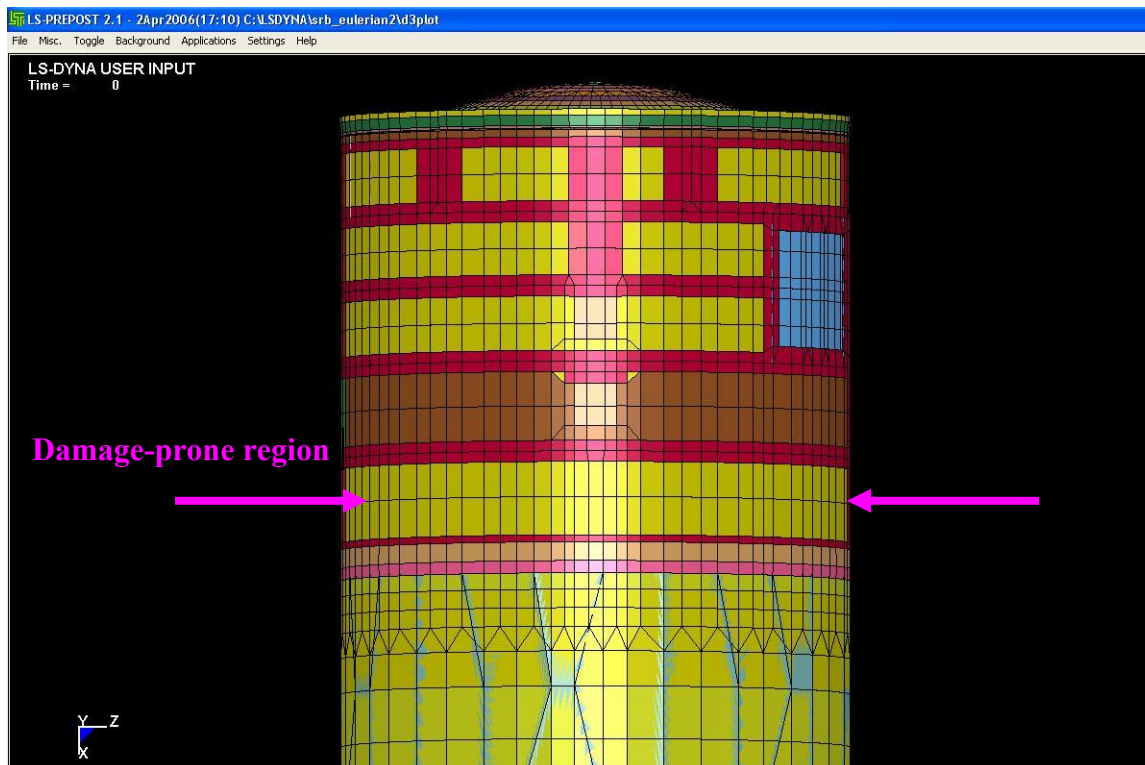 LS-PREPOST 2.1 - 2Apr2006(17:10) C:\LSDYNA\srb_eulerian2\d3plot
File Misc. Toggle Background Applications Settings Help
LS-DYNA USER INPUT
Time = 0
Damage-prone region
Y Z
X